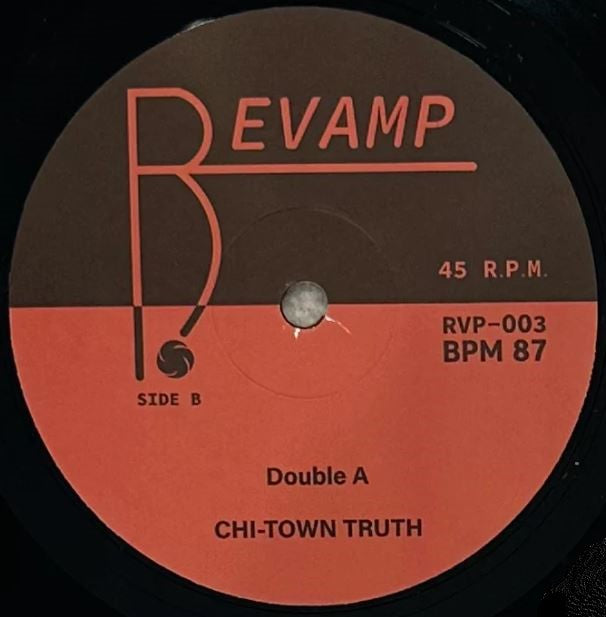 REVAMP
45 R.P.M.
RVP-003
BPM 87
SIDE B
Double A
CHI-TOWN TRUTH